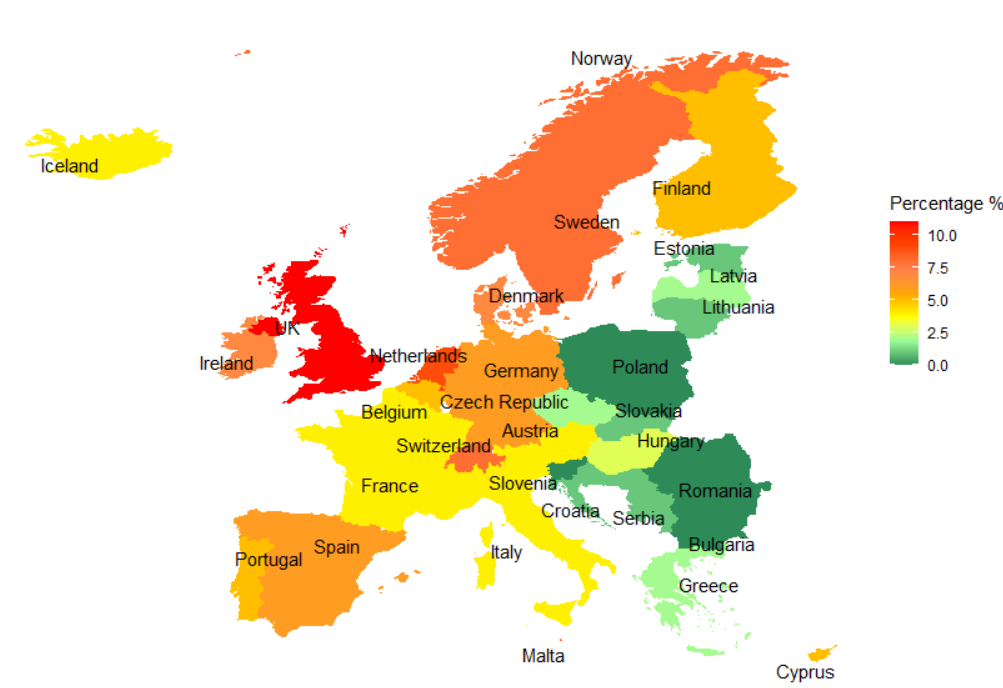 Norway
Iceland
Finland
Sweden
Estonia
Latvia
Denmark
Lithuania
UK
Ireland
Netherlands
Germany
Poland
Czech Republic
Belgium
Slovakia
Austria
Switzerland
Hungary
France
Slovenia
Romania
Croatia
Serbia
Spain
Bulgaria
Portugal
Italy
Greece
Malta
Cyprus
Percentage %
10.0
7.5
5.0
2.5
0.0